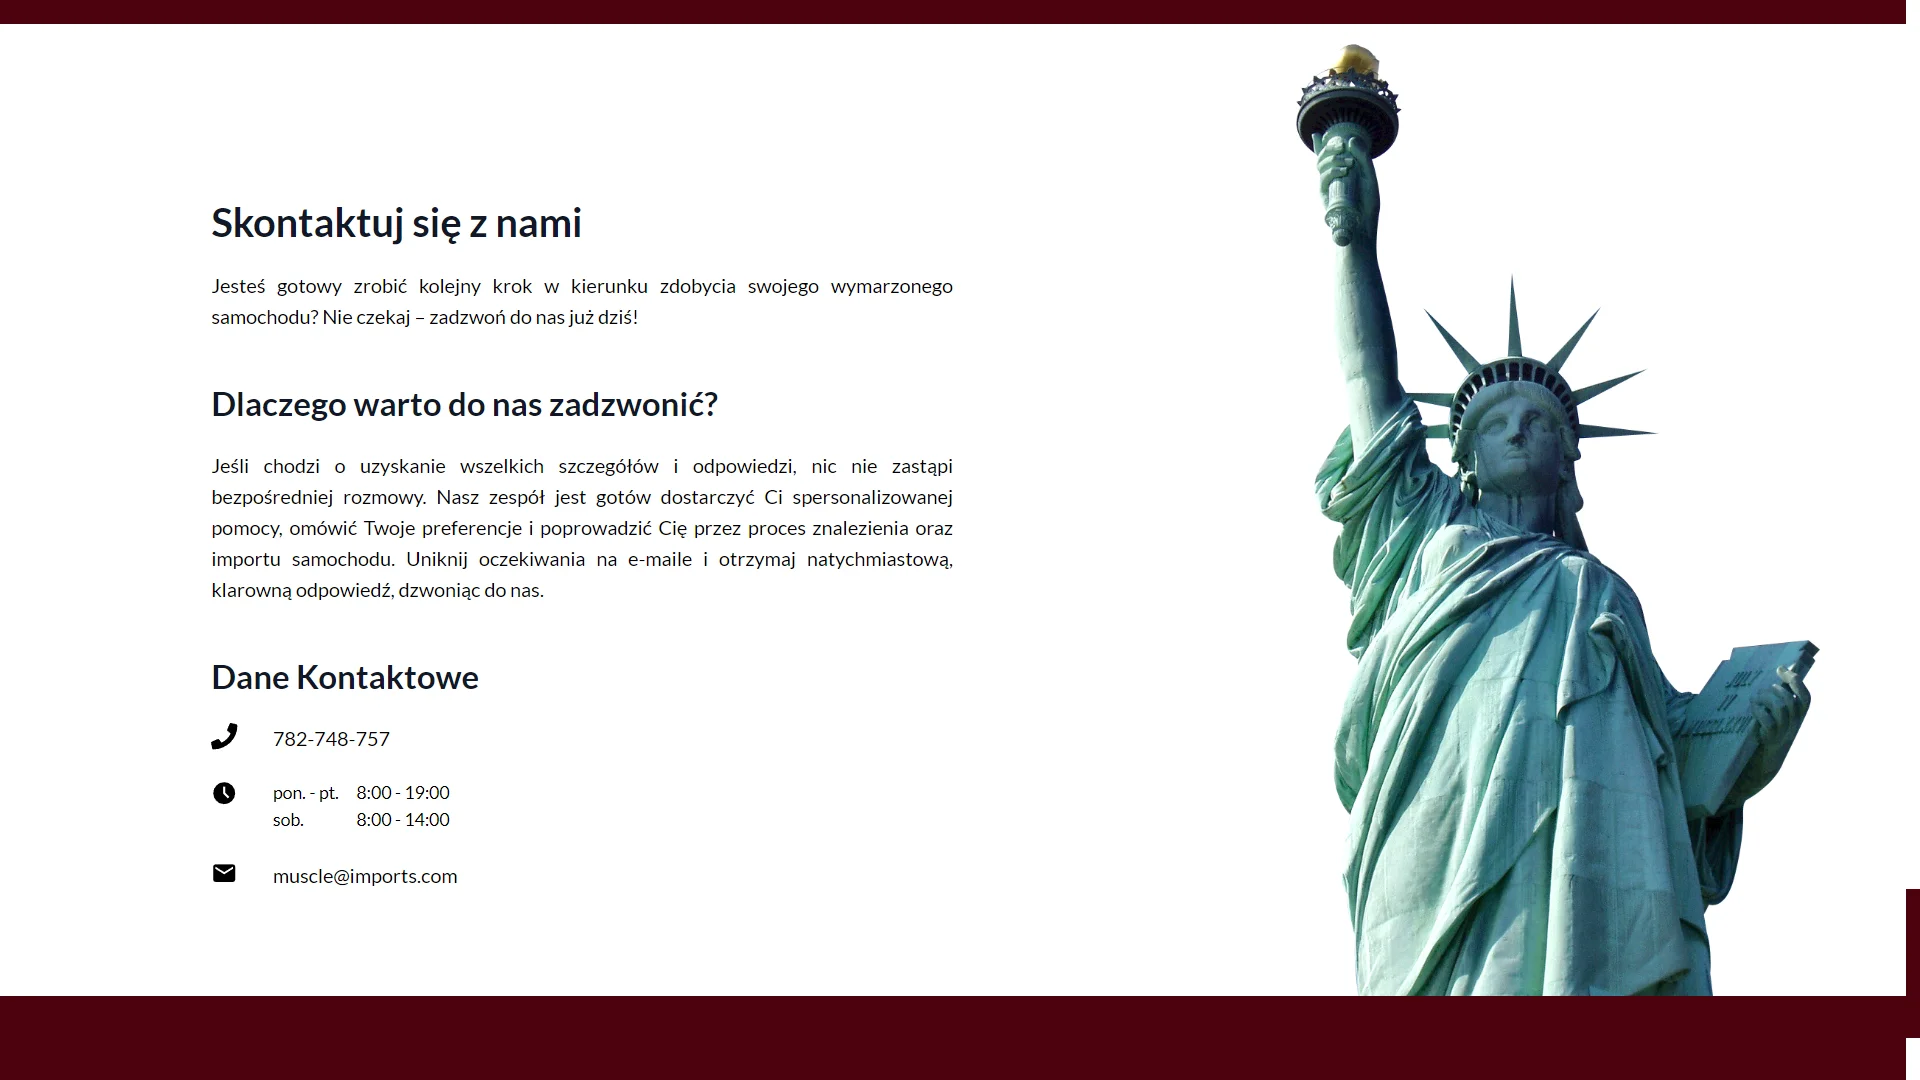 Skontaktuj się z nami
Jesteś gotowy zrobić kolejny krok w kierunku zdobycia swojego wymarzonego
samochodu? Nie czekaj – zadzwoń do nas już dziś!
Dlaczego warto do nas zadzwonić?
Jeśli chodzi o uzyskanie wszelkich szczegółów i odpowiedzi, nic nie zastąpi
bezpośredniej rozmowy. Nasz zespół jest gotów dostarczyć Ci spersonalizowanej
pomocy, omówić Twoje preferencje i poprowadzić Cię przez proces znalezienia oraz
importu samochodu. Uniknij oczekiwania na e-maile i otrzymaj natychmiastową,
klarowną odpowiedź, dzwoniąc do nas.
Dane Kontaktowe
782-748-757
pon. - pt. 8:00 - 19:00
sob. 8:00 - 14:00
muscle@imports.com
JULY
IV